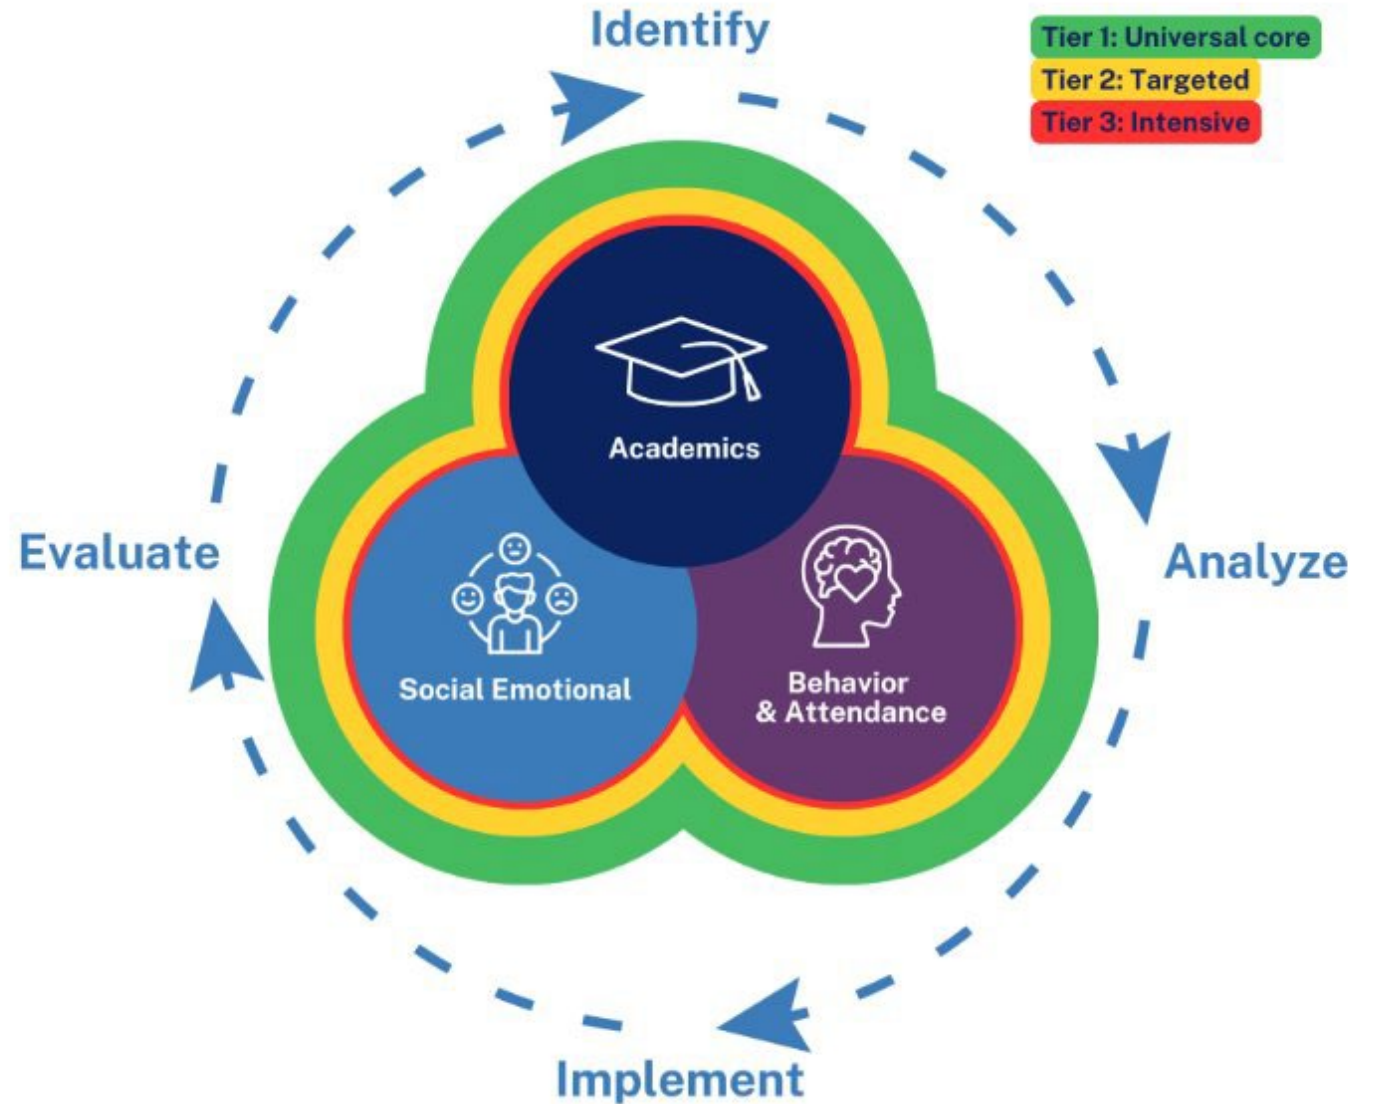 Identify
Tier 1: Universal core
Tier 2: Targeted
Tier 3: Intensive
Academics
Evaluate
Analyze
Social Emotional
Behavior
& Attendance
Implement